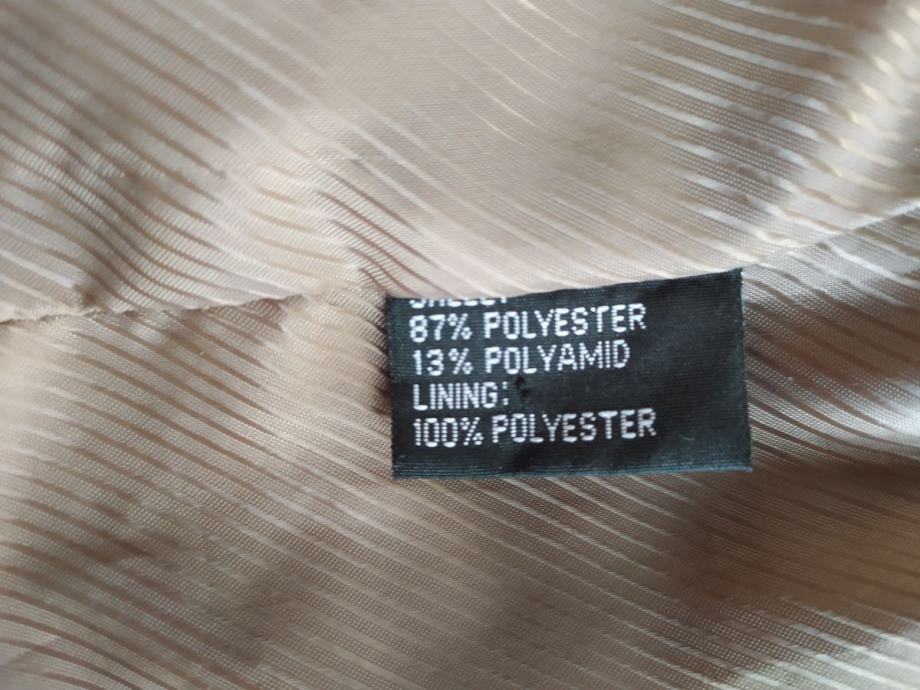 87% POLYESTER
13% POLYAMID
LINING:
100% POLYESTER